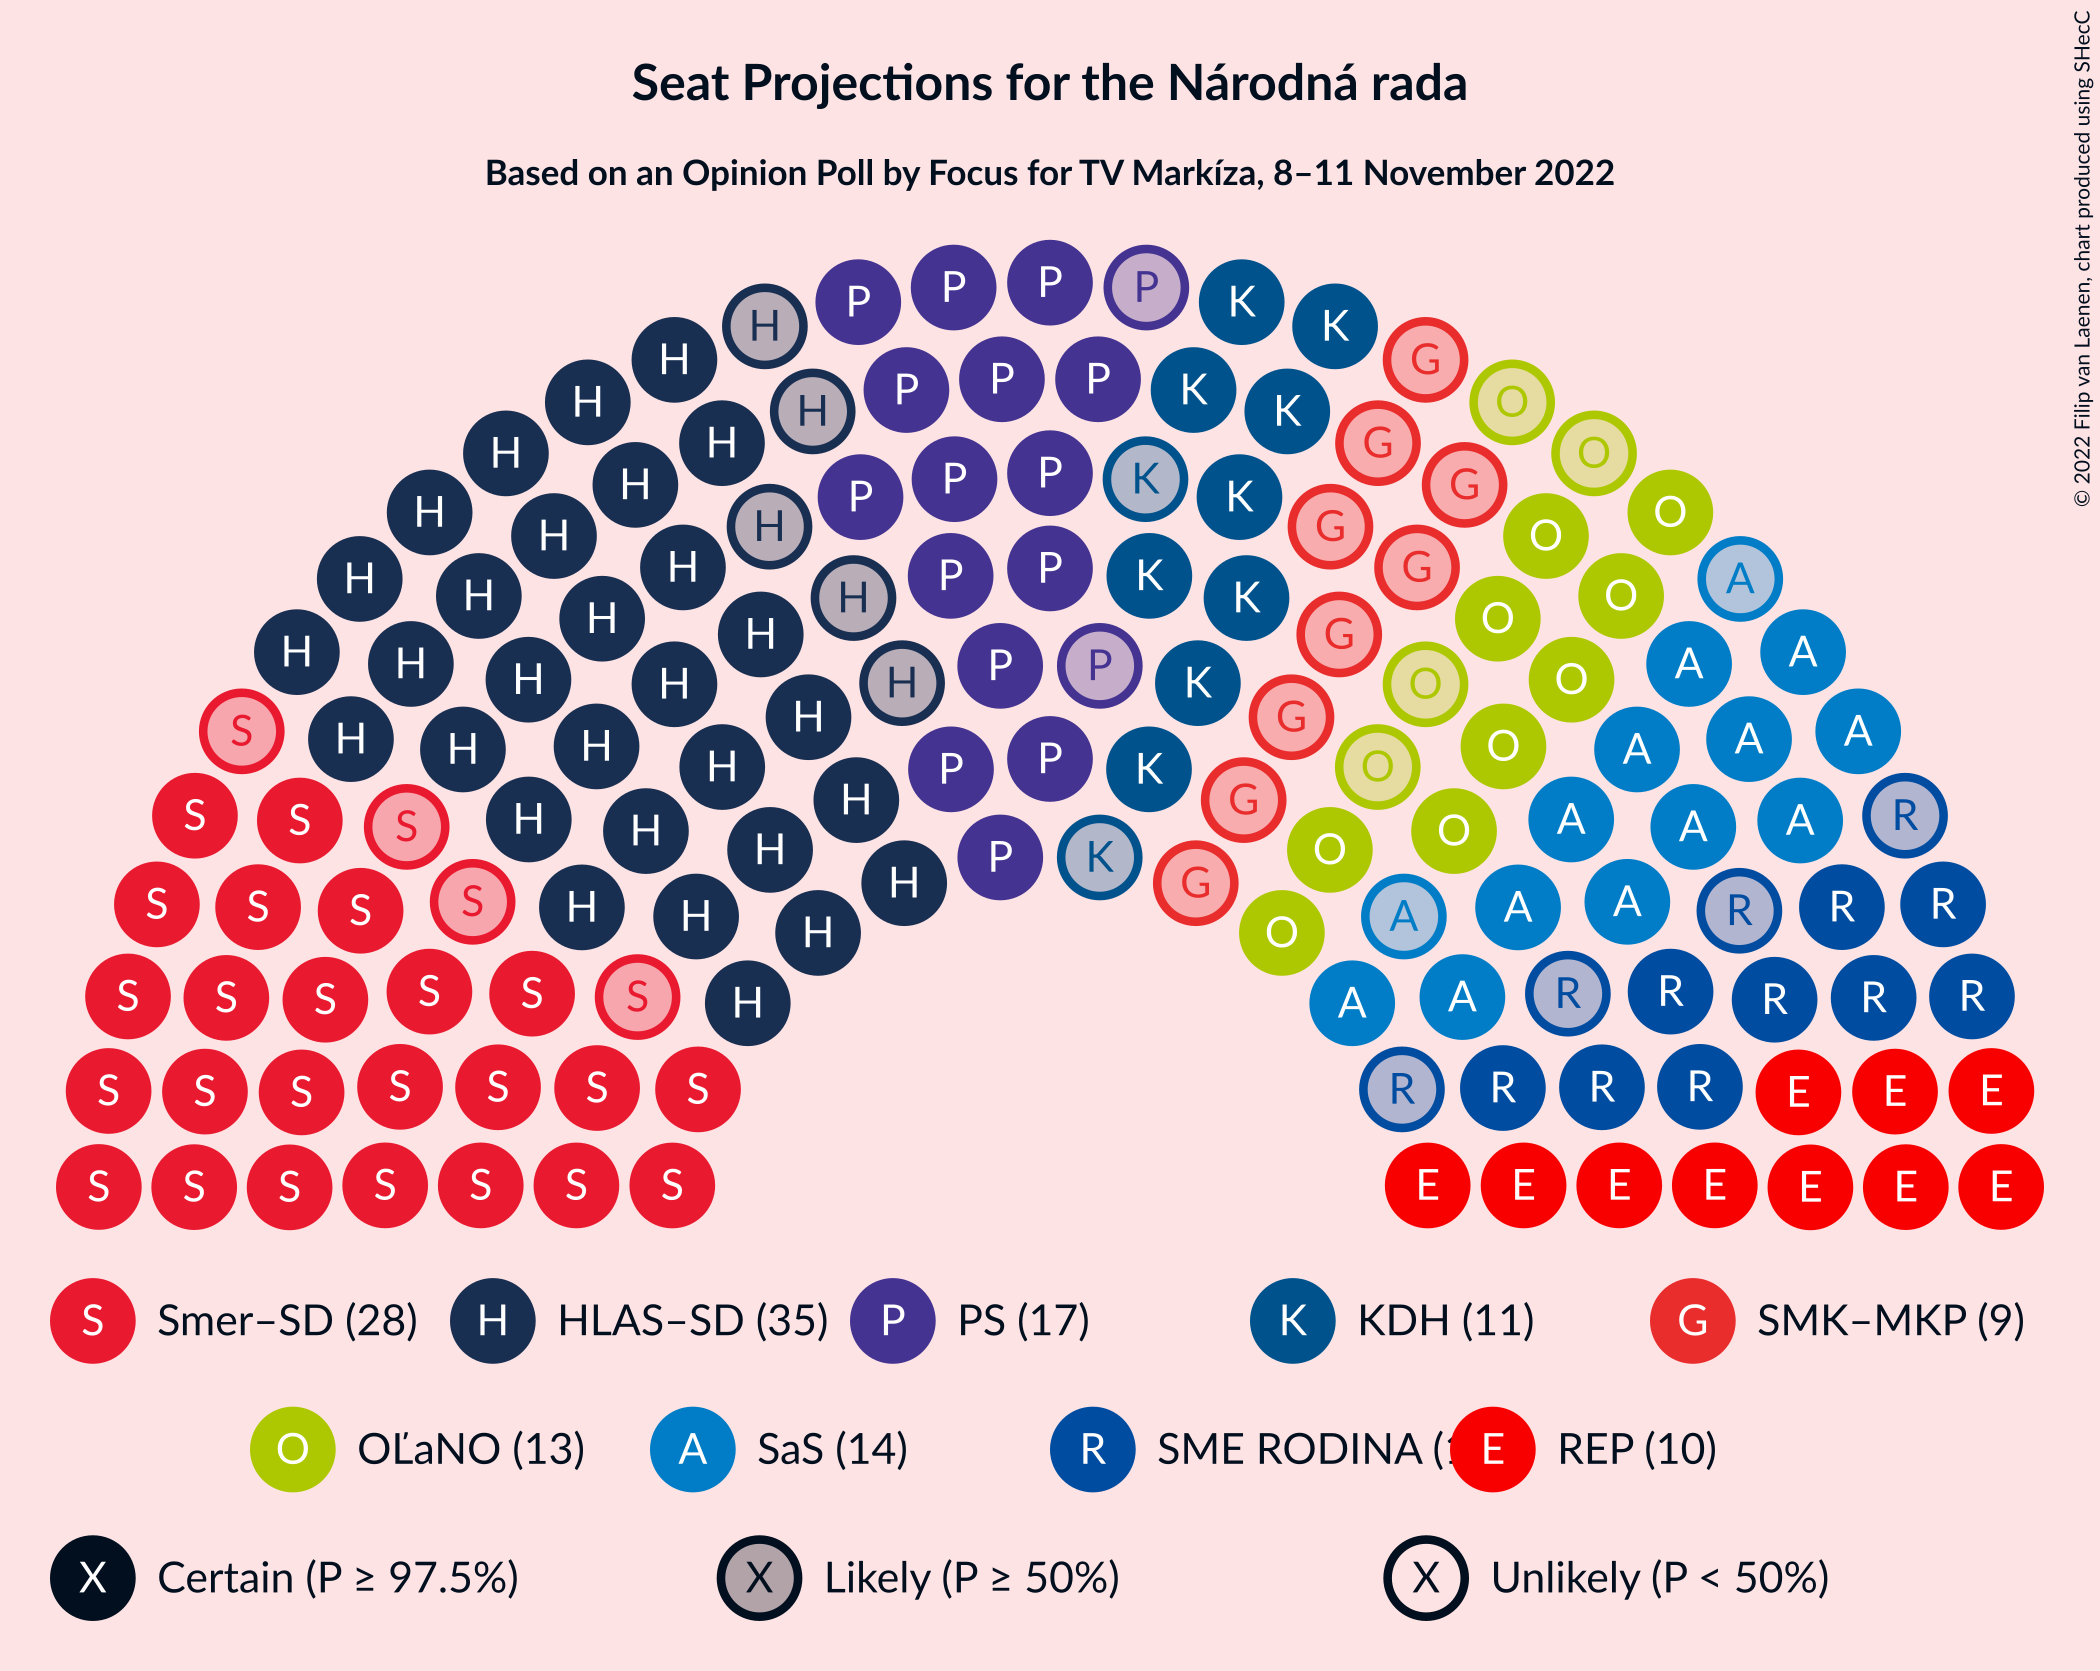 Seat Projections for the Národná rada
Based on an Opinion Poll by Focus for TV Markíza, 8–11 November 2022
© 2022 Filip van Laenen, chart produced using SHecC
P P P P K K
H K
H P P P K G O
H H K G O
H H P P P K K G O
H H H G O
H H H P P K K G O A
H H H H G O O
H H H H P P K O A A
S H H H H G O A A A
S S S H H H P P K G O A A A R
S S S S H H H P K G O O A A R R R
S S S S S S H H O A A A R R R R R
S S S S S S S R R R R E E E
S S S S S S S E E E E E E E
S Smer–SD (28) H HLAS–SD (35) P PS (17) K KDH (11) G SMK–MKP (9)
O OĽaNO (13) A SaS (14) R SME RODINA ( E REP (10)
X Certain (P ≥ 97.5%) X Likely (P ≥ 50%) X Unlikely (P < 50%)